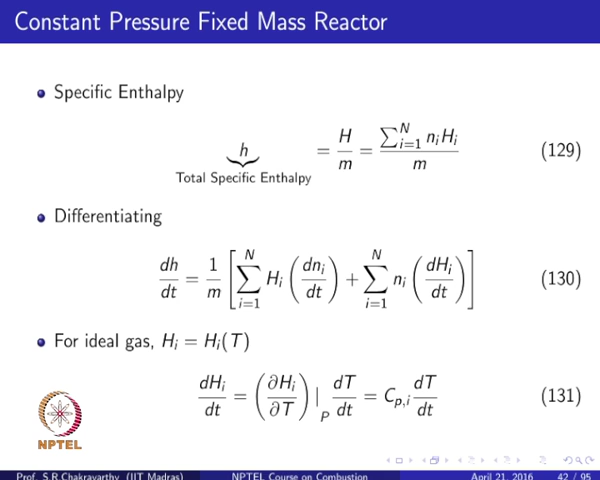 Constant Pressure Fixed Mass Reactor
• Specific Enthalpy
h = H/m = ∑_{i=1}^{N} n_i H_i / m (129)
Total Specific Enthalpy
• Differentiating
dh/dt = 1/m [ ∑_{i=1}^{N} H_i (dn_i/dt) + ∑_{i=1}^{N} n_i (dH_i/dt) ] (130)
• For ideal gas, H_i = H_i(T)
dH_i/dt = (∂H_i/∂T)|_P dT/dt = C_{p,i} dT/dt (131)
NPTEL
Prof. S.R.Chakravarthy (IIT Madras) NPTEL Course on Combustion April 21, 2016 42 / 95